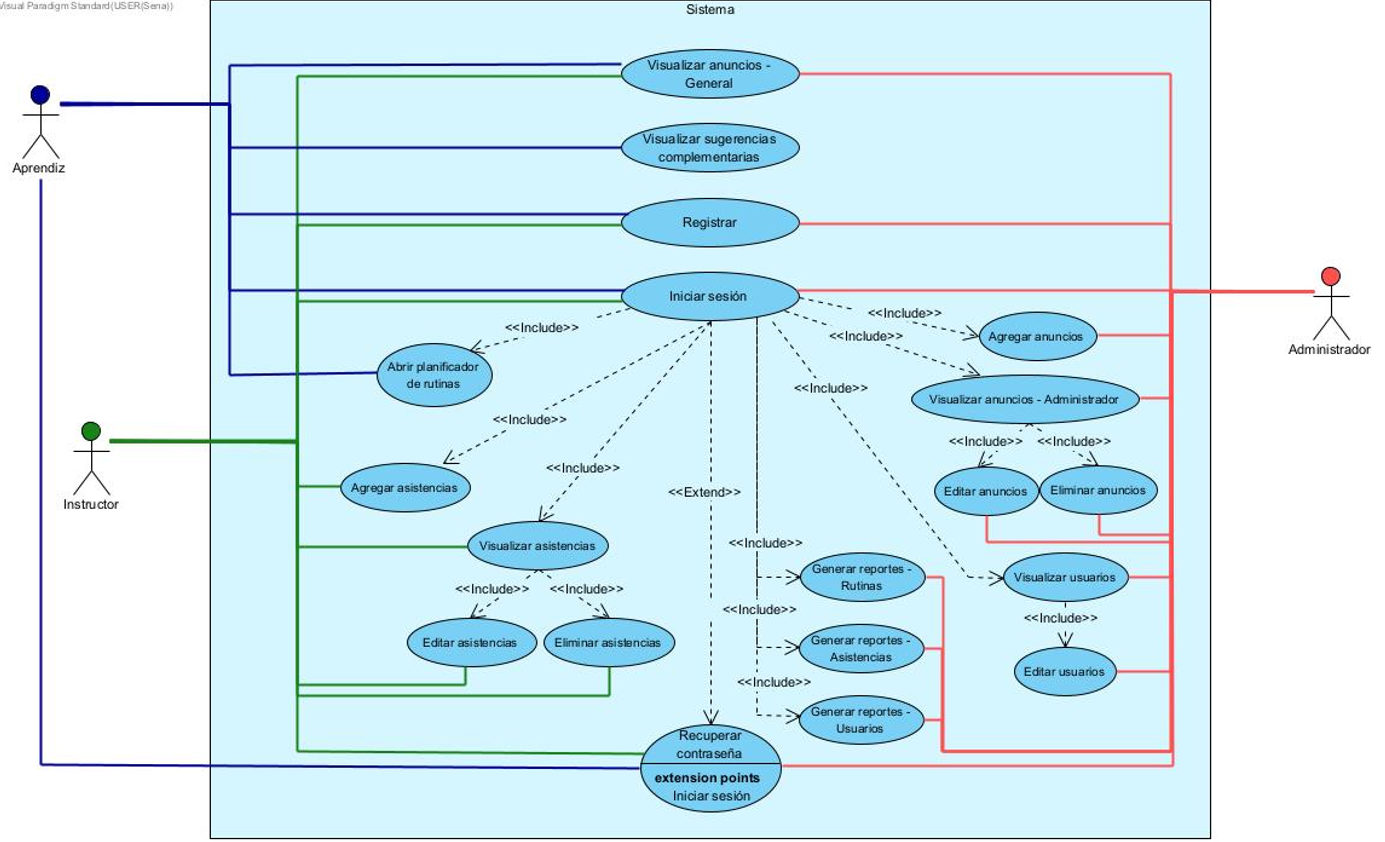 Visual Paradigm Standard(USER(Sena))
Sistema
Visualizar anuncios -
General
Visualizar sugerencias
complementarias
Aprendiz
Registrar
Iniciar sesión
<<Include>>
<<Include>>
<<Include>>
Agregar anuncios
Administrador
Abrir planificador
de rutinas
<<Include>>
Visualizar anuncios - Administrador
<<Include>>
<<Include>>
<<Include>>
<<Include>>
Agregar asistencias
<<Extend>>
Editar anuncios
Eliminar anuncios
Instructor
Visualizar asistencias
<<Include>>
Generar reportes -
Rutinas
Visualizar usuarios
<<Include>>
<<Include>>
<<Include>>
<<Include>>
Editar asistencias
Eliminar asistencias
Generar reportes -
Asistencias
Editar usuarios
<<Include>>
Generar reportes -
Usuarios
Recuperar
contraseña
extension points
Iniciar sesión